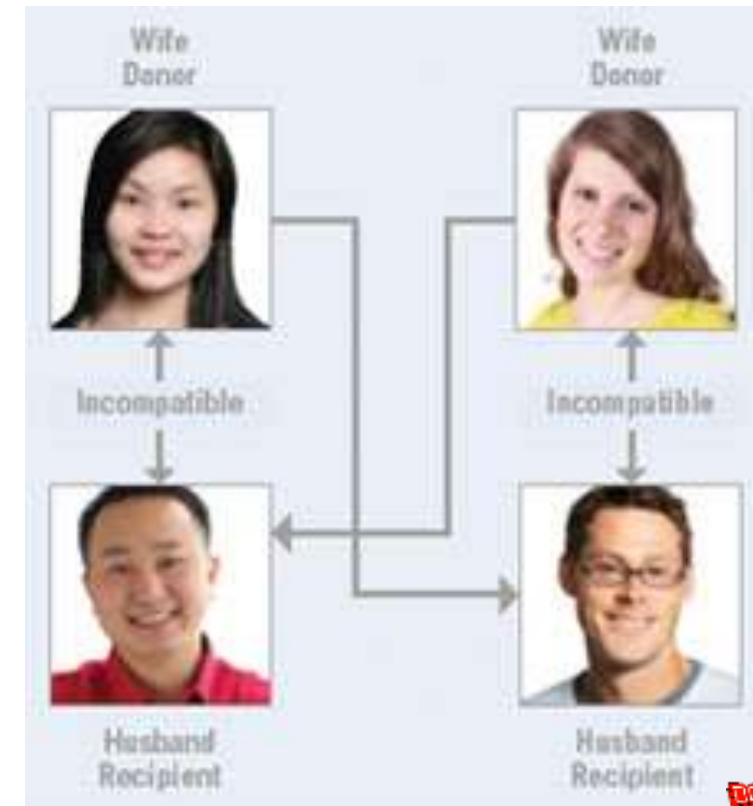 Wife
Donor
Wife
Donor
Incompatible
Incompatible
Husband
Recipient
Husband
Recipient